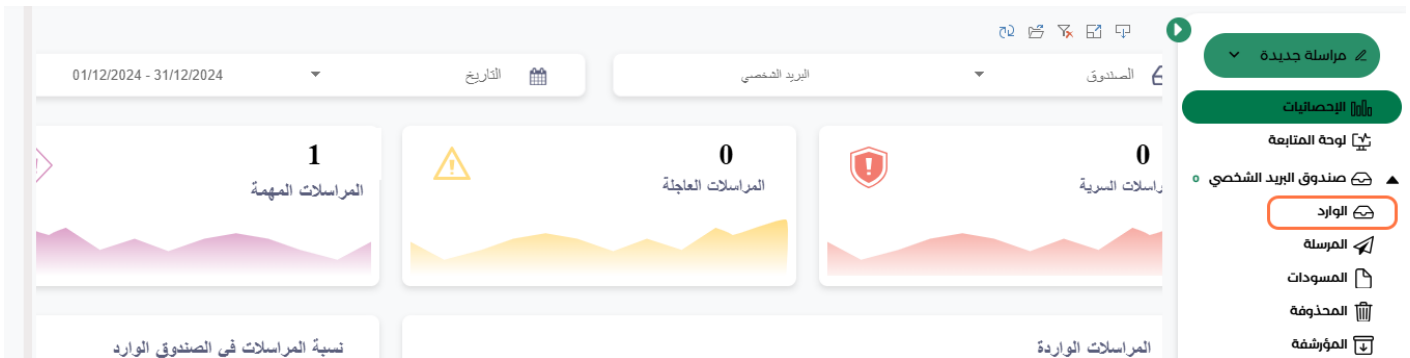 مراسلة جديدة
الإحصائيات
لوحة المتابعة
صندوق البريد الشخصي
الوارد
المرسلة
المسودات
المحذوفة
المؤرشفة
الصندوق البريد الشخصي
التاريخ 01/12/2024 - 31/12/2024
0
راسلات السرية
0
المراسلات العاجلة
1
المراسلات المهمة
المراسلات الواردة
نسبة المراسلات في الصندوق الوارد